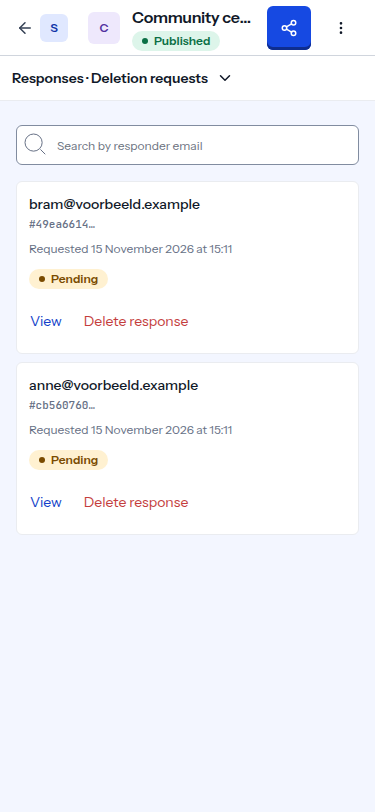 S
C
Community ce...
Published
Responses · Deletion requests
Search by responder email
bram@voorbeeld.example
#49ea6614…
Requested 15 November 2026 at 15:11
Pending
View Delete response
anne@voorbeeld.example
#cb560760…
Requested 15 November 2026 at 15:11
Pending
View Delete response